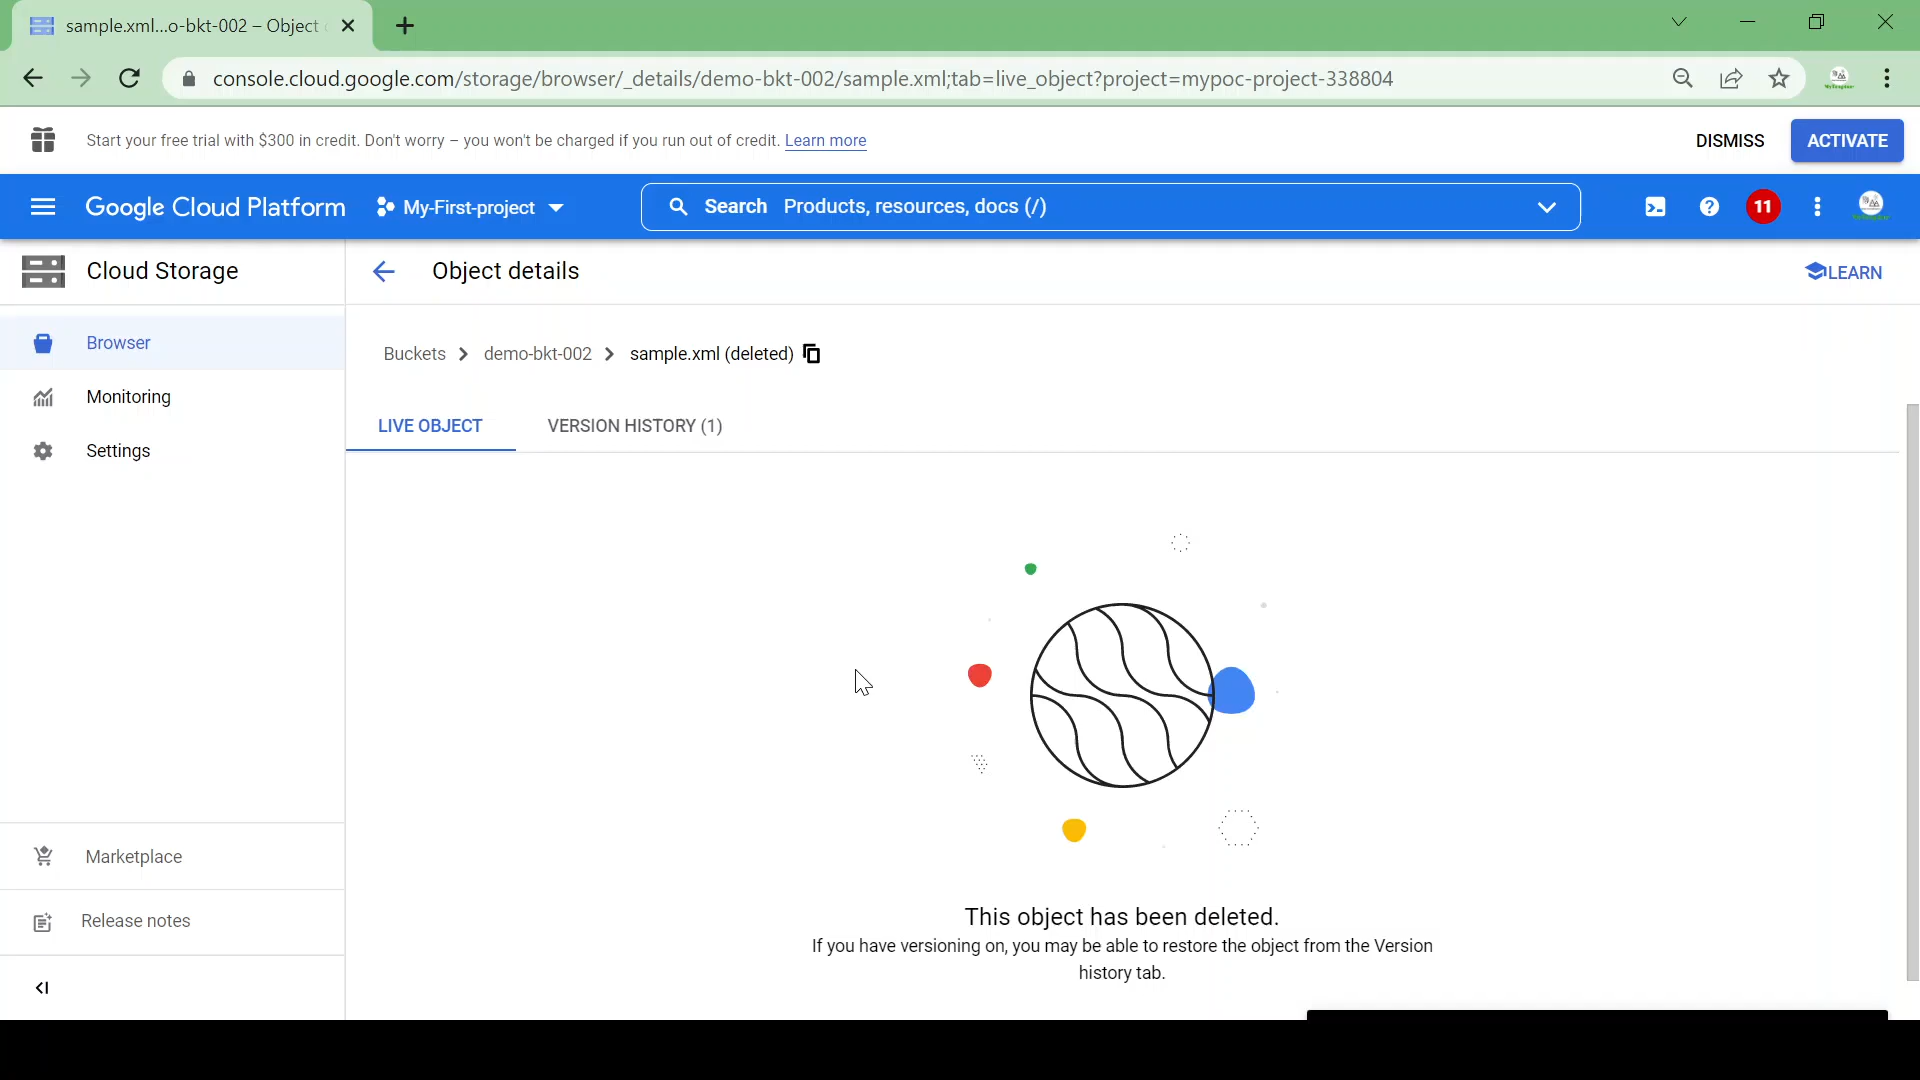 sample.xml...o-bkt-002 – Object
console.cloud.google.com/storage/browser/_details/demo-bkt-002/sample.xml;tab=live_object?project=mypoc-project-338804
Start your free trial with $300 in credit. Don't worry – you won't be charged if you run out of credit. Learn more
DISMISS
ACTIVATE
Google Cloud Platform
My-First-project
Search Products, resources, docs (/)
11
Cloud Storage
Object details
LEARN
Browser
Monitoring
Settings
Buckets
demo-bkt-002
sample.xml (deleted)
LIVE OBJECT
VERSION HISTORY (1)
This object has been deleted.
If you have versioning on, you may be able to restore the object from the Version
history tab.
Marketplace
Release notes